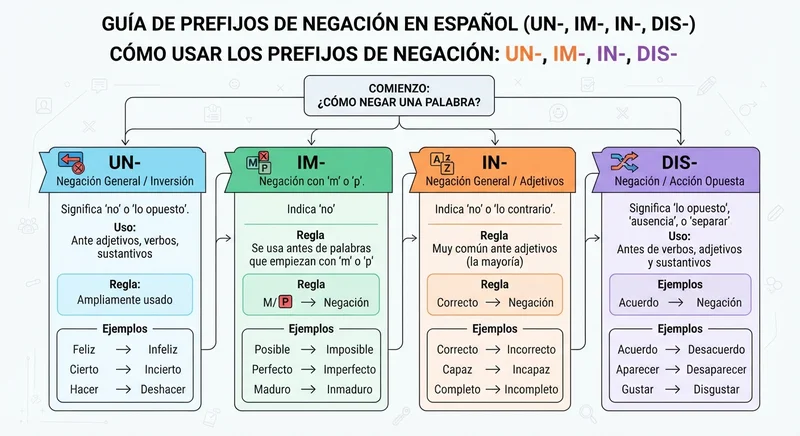 GUÍA DE PREFIJOS DE NEGACIÓN EN ESPAÑOL (UN-, IM-, IN-, DIS-)
CÓMO USAR LOS PREFIJOS DE NEGACIÓN: UN-, IM-, IN-, DIS-
COMIENZO:
¿CÓMO NEGAR UNA PALABRA?
UN-
Negación General / Inversión
Significa 'no' o 'lo opuesto'.
Uso:
Ante adjetivos, verbos,
sustantivos
Regla:
Ampliamente usado
Ejemplos
Feliz → Infeliz
Cierto → Incierto
Hacer → Deshacer
M X P
IM-
Negación con 'm' o 'p'.
Indica 'no'
Regla
Se usa antes de palabras
que empiezan con 'm' o 'p'
Regla
M/P → Negación
Ejemplos
Posible → Imposible
Perfecto → Imperfecto
Maduro → Inmaduro
A Z Z
IN-
Negación General / Adjetivos
Indica 'no' o 'lo contrario'.
Regla
Muy común ante adjetivos
(la mayoría)
Regla
Correcto → Negación
Ejemplos
Correcto → Incorrecto
Capaz → Incapaz
Completo → Incompleto
DIS-
Negación / Acción Opuesta
Significa 'lo opuesto',
'ausencia', o 'separar'
Uso:
Antes de verbos, adjetivos
y sustantivos
Ejemplos
Acuerdo → Negación
Ejemplos
Acuerdo → Desacuerdo
Aparecer → Desaparecer
Gustar → Disgustar